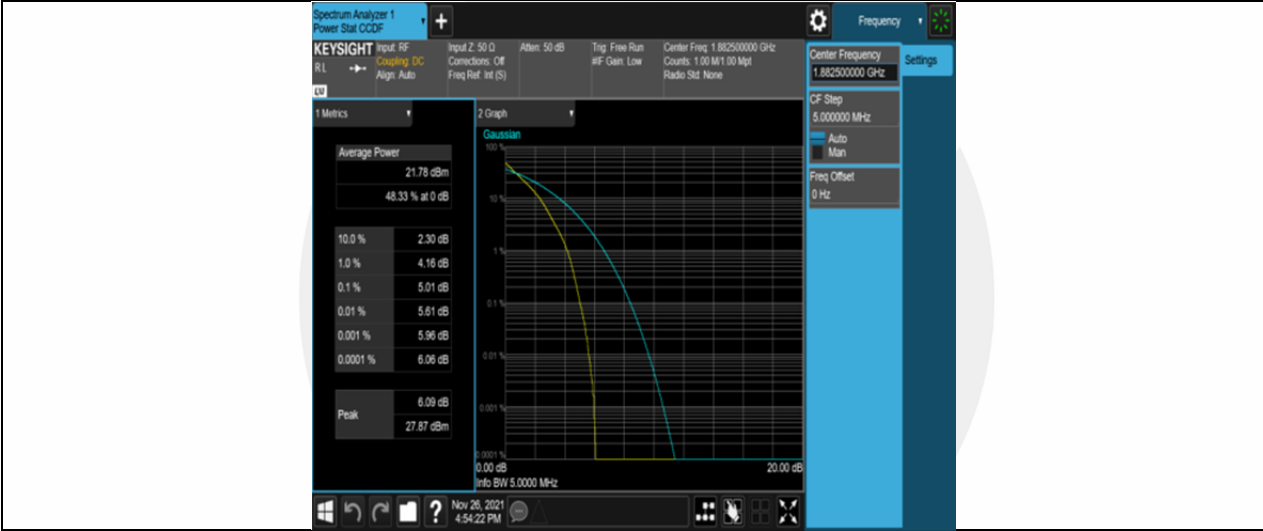 Spectrum Analyzer 1
Power Stat CCDF
+
Frequency
KEYSIGHT
RL
LV
Input: RF
Coupling: DC
Align: Auto
Input Z: 50 Ω
Corrections: Off
Freq Ref: Int (S)
Atten: 50 dB
Trig: Free Run
#IF Gain: Low
Center Freq: 1.882500000 GHz
Counts: 1.00 M/1.00 Mpt
Radio Std: None
Center Frequency
1.882500000 GHz
Settings
CF Step
5.000000 MHz
Auto
Man
Freq Offset
0 Hz
1 Metrics
Average Power
21.78 dBm
48.33 % at 0 dB
10.0 % 2.30 dB
1.0 % 4.16 dB
0.1 % 5.01 dB
0.01 % 5.61 dB
0.001 % 5.96 dB
0.0001 % 6.06 dB
Peak
6.09 dB
27.87 dBm
2 Graph
Gaussian
100 %
10 %
1 %
0.1 %
0.01 %
0.001 %
0.0001 %
0.00 dB 20.00 dB
Info BW 5.0000 MHz
?
Nov 26, 2021
4:54:22 PM